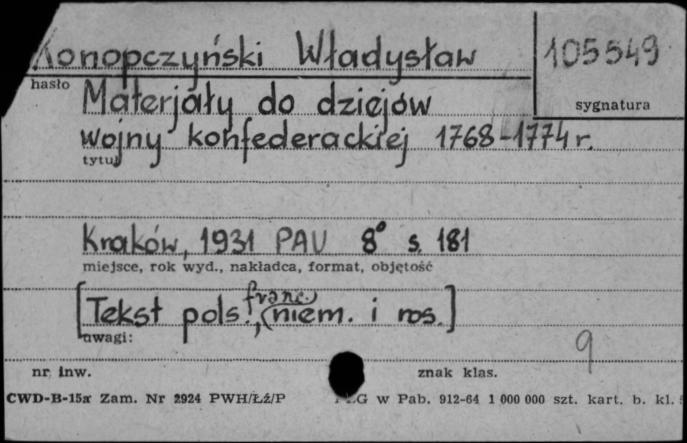 Konopczyński Władysław 105549
hasło
Materjały do dziejów
sygnatura
wojny konfederackiej 1768-1774 r.
tytuł
Kraków, 1931 PAU 8° s. 181
miejsce, rok wyd., nakładca, format, objętość
franc.,
[Tekst pols., niem. i ros.]
uwagi:
9
nr inw. znak klas.
CWD-B-15a Zam. Nr 2924 PWH/Łź/P G w Pab. 912-64 1 000 000 szt. kart. b. kl.